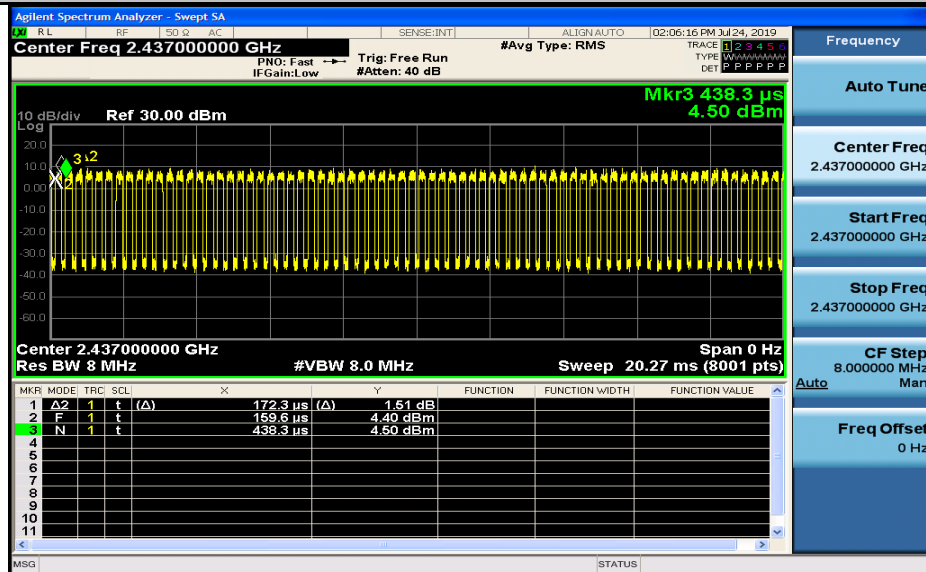 Agilent Spectrum Analyzer - Swept SA
LXI RL RF 50 Ω AC SENSE:INT ALIGN AUTO 02:06:16 PM Jul 24, 2019
Center Freq 2.437000000 GHz
PNO: Fast
IFGain:Low
Trig: Free Run
#Atten: 40 dB
#Avg Type: RMS
TRACE 1 2 3 4 5 6
TYPE WWWWWW
DET P P P P P P
Mkr3 438.3 µs
4.50 dBm
10 dB/div Ref 30.00 dBm
Log
20.0
10.0
0.00
-10.0
-20.0
-30.0
-40.0
-50.0
-60.0
3 Δ2
2
Center 2.437000000 GHz Span 0 Hz
Res BW 8 MHz #VBW 8.0 MHz Sweep 20.27 ms (8001 pts)
MKR MODE TRC SCL X Y FUNCTION FUNCTION WIDTH FUNCTION VALUE
1 Δ2 1 t (Δ) 172.3 µs (Δ) 1.51 dB
2 F 1 t 159.6 µs 4.40 dBm
3 N 1 t 438.3 µs 4.50 dBm
4
5
6
7
8
9
10
11
MSG STATUS
Frequency
Auto Tune
Center Freq
2.437000000 GHz
Start Freq
2.437000000 GHz
Stop Freq
2.437000000 GHz
CF Step
8.000000 MHz
Auto Man
Freq Offset
0 Hz